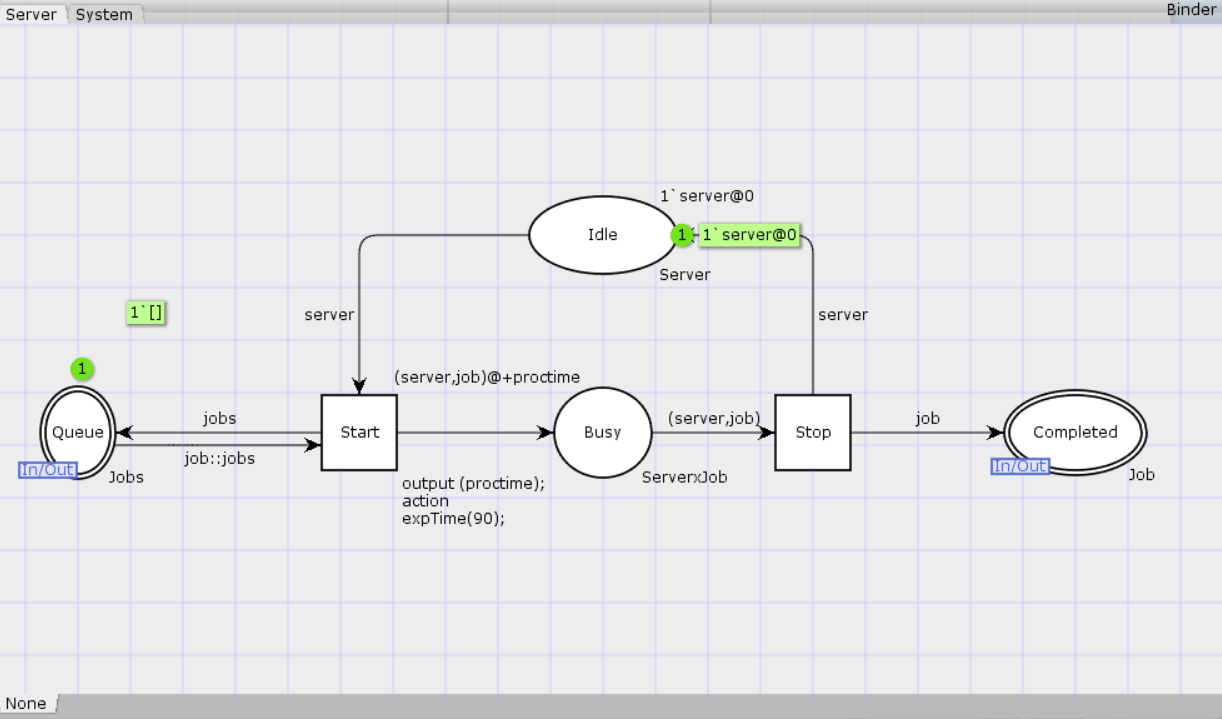 Server
System
Binder
1`server@0
Idle
1
1`server@0
Server
1`[]
server
server
1
(server,job)@+proctime
Queue
jobs
Start
Busy
(server,job)
Stop
job
Completed
job::jobs
In/Out
Jobs
output (proctime);
action
expTime(90);
ServerxJob
In/Out
Job
None